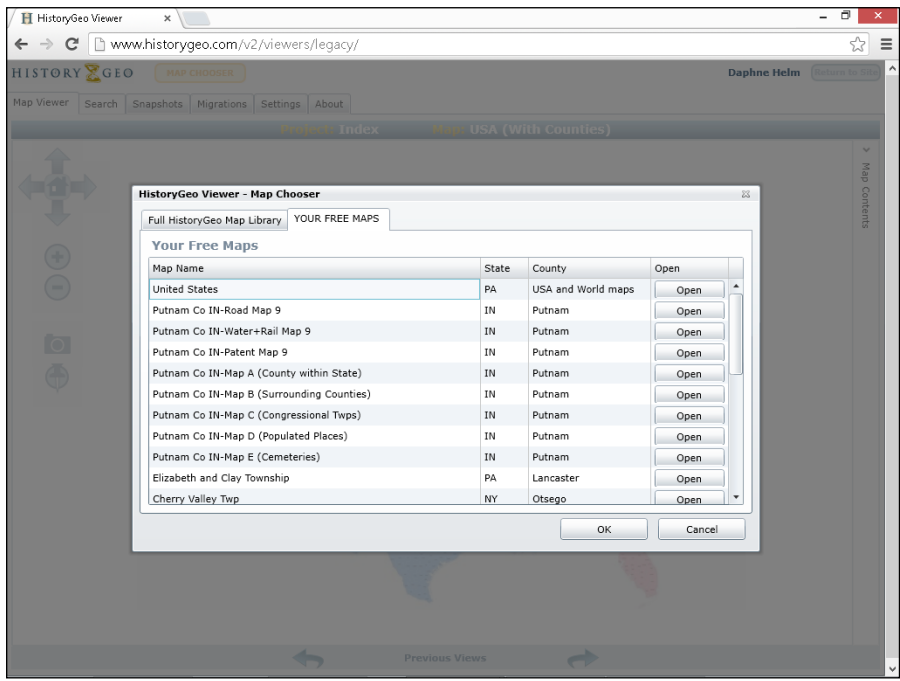 HistoryGeo Viewer
www.historygeo.com/v2/viewers/legacy/
HISTORY GEO MAP CHOOSER Daphne Helm Return to Site
Map Viewer Search Snapshots Migrations Settings About
Project: Index Map: USA (With Counties)
Map Contents
HistoryGeo Viewer - Map Chooser
Full HistoryGeo Map Library YOUR FREE MAPS
Your Free Maps
Map Name State County Open
United States PA USA and World maps Open
Putnam Co IN-Road Map 9 IN Putnam Open
Putnam Co IN-Water+Rail Map 9 IN Putnam Open
Putnam Co IN-Patent Map 9 IN Putnam Open
Putnam Co IN-Map A (County within State) IN Putnam Open
Putnam Co IN-Map B (Surrounding Counties) IN Putnam Open
Putnam Co IN-Map C (Congressional Twps) IN Putnam Open
Putnam Co IN-Map D (Populated Places) IN Putnam Open
Putnam Co IN-Map E (Cemeteries) IN Putnam Open
Elizabeth and Clay Township PA Lancaster Open
Cherry Valley Twp NY Otsego Open
OK Cancel
Previous Views